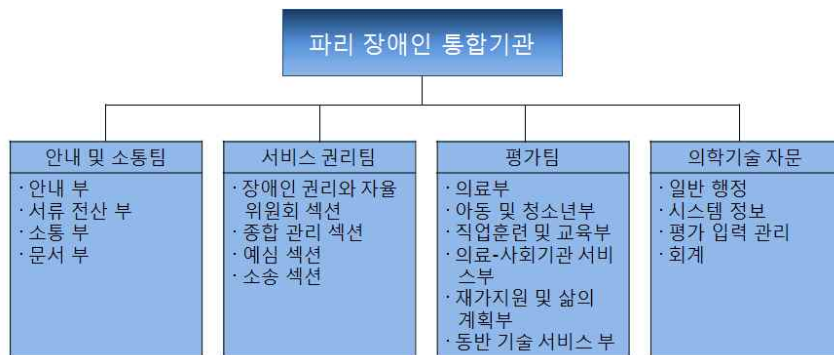 파리 장애인 통합기관
안내 및 소통팀
· 안내 부
· 서류 전산 부
· 소통 부
· 문서 부
서비스 권리팀
· 장애인 권리와 자율
위원회 섹션
· 종합 관리 섹션
· 예심 섹션
· 소송 섹션
평가팀
· 의료부
· 아동 및 청소년부
· 직업훈련 및 교육부
· 의료-사회기관 서비
스부
· 재가지원 및 삶의
계획부
· 동반 기술 서비스 부
의학기술 자문
· 일반 행정
· 시스템 정보
· 평가 입력 관리
· 회계